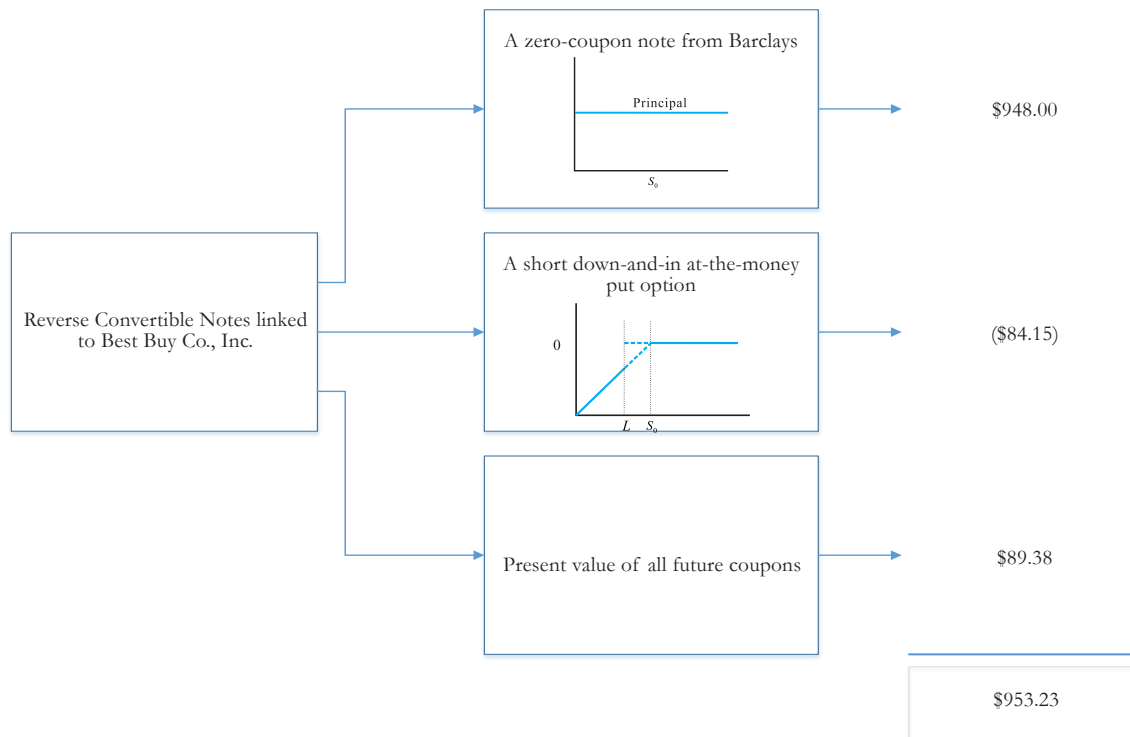 A zero-coupon note from Barclays
Principal
S₀
$948.00
Reverse Convertible Notes linked
to Best Buy Co., Inc.
A short down-and-in at-the-money
put option
0
L S₀
($84.15)
Present value of all future coupons
$89.38
$953.23